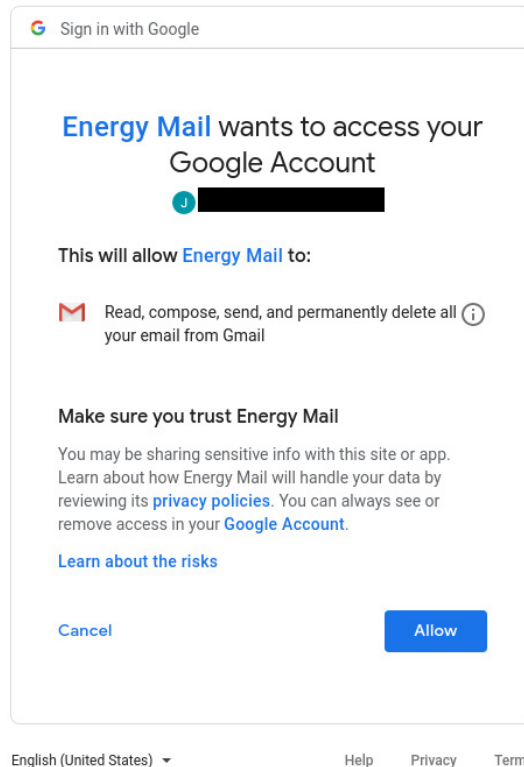 Sign in with Google
Energy Mail wants to access your
Google Account
J
This will allow Energy Mail to:
Read, compose, send, and permanently delete all
your email from Gmail
Make sure you trust Energy Mail
You may be sharing sensitive info with this site or app.
Learn about how Energy Mail will handle your data by
reviewing its privacy policies. You can always see or
remove access in your Google Account.
Learn about the risks
Cancel
Allow
English (United States)
Help
Privacy
Term